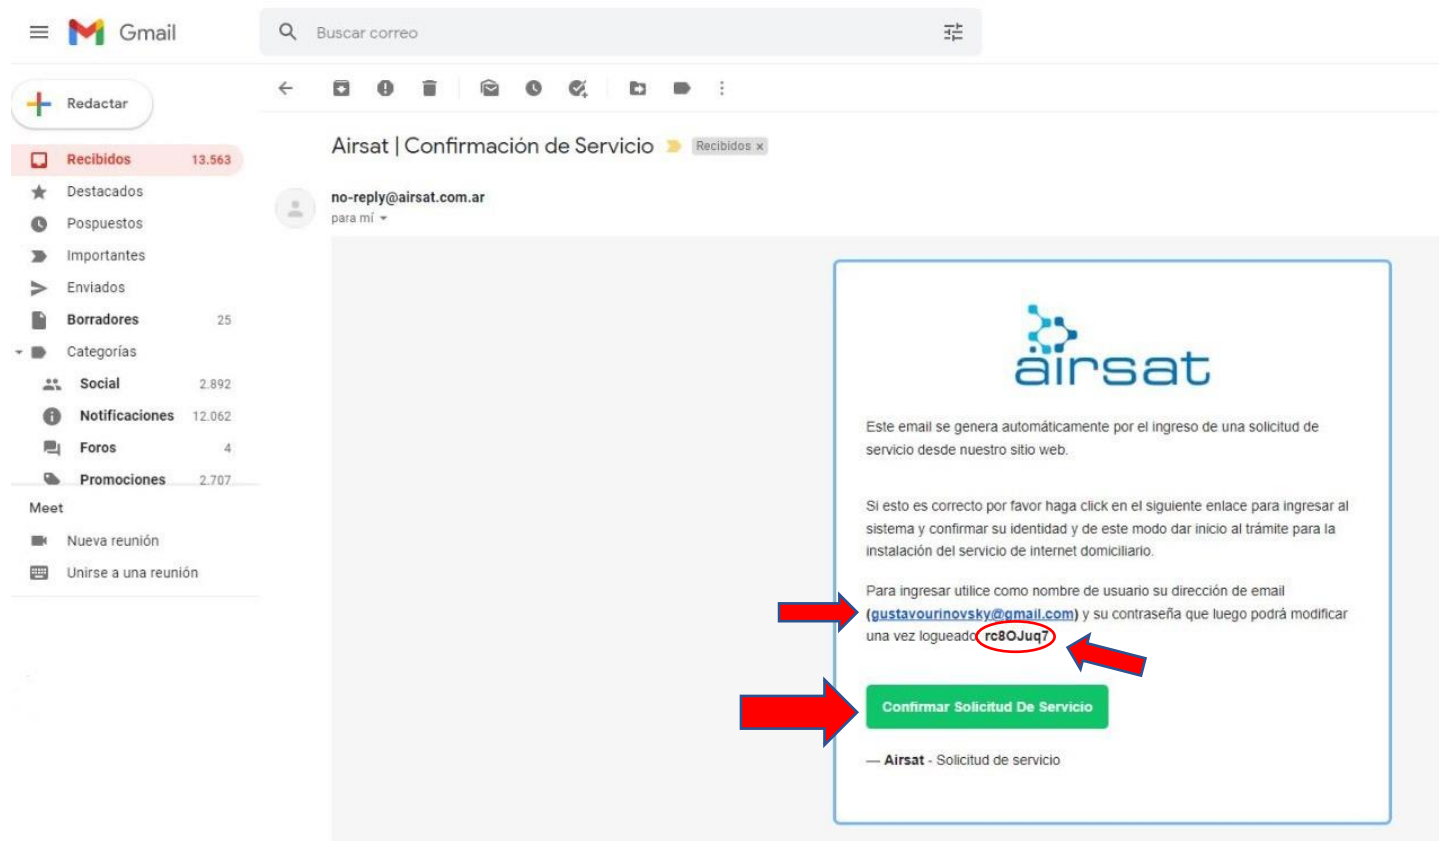 Gmail
Buscar correo
Redactar
Airsat | Confirmación de Servicio Recibidos x
Recibidos 13.563
Destacados
no-reply@airsat.com.ar
para mí
Pospuestos
Importantes
Enviados
Borradores 25
Categorías
Social 2.892
Notificaciones 12.062
Foros 4
Promociones 2.707
Meet
Nueva reunión
Unirse a una reunión
airsat
Este email se genera automáticamente por el ingreso de una solicitud de
servicio desde nuestro sitio web.
Si esto es correcto por favor haga click en el siguiente enlace para ingresar al
sistema y confirmar su identidad y de este modo dar inicio al trámite para la
instalación del servicio de internet domiciliario.
Para ingresar utilice como nombre de usuario su dirección de email
(gustavourinovsky@gmail.com) y su contraseña que luego podrá modificar
una vez logueado rc8OJuq7
Confirmar Solicitud De Servicio
— Airsat - Solicitud de servicio